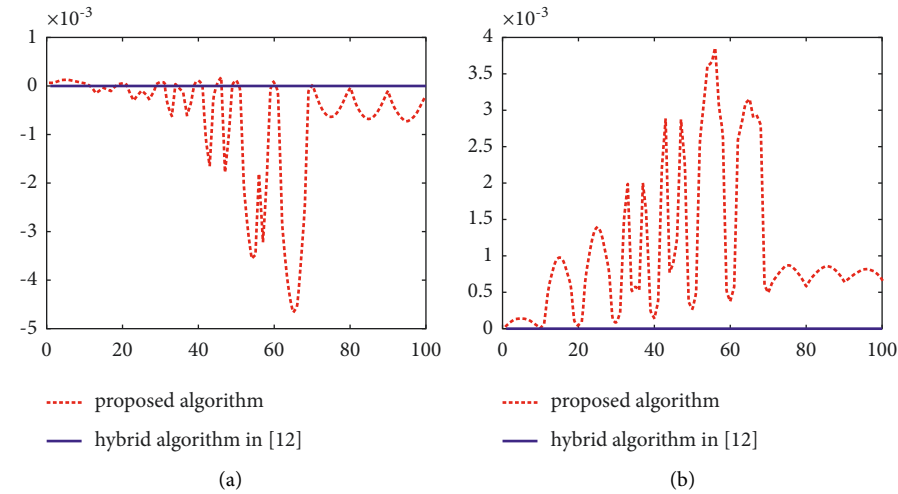 ×10⁻³
1
0
-1
-2
-3
-4
-5
0 20 40 60 80 100
proposed algorithm
hybrid algorithm in [12]
(a)
×10⁻³
4
3.5
3
2.5
2
1.5
1
0.5
0
0 20 40 60 80 100
proposed algorithm
hybrid algorithm in [12]
(b)